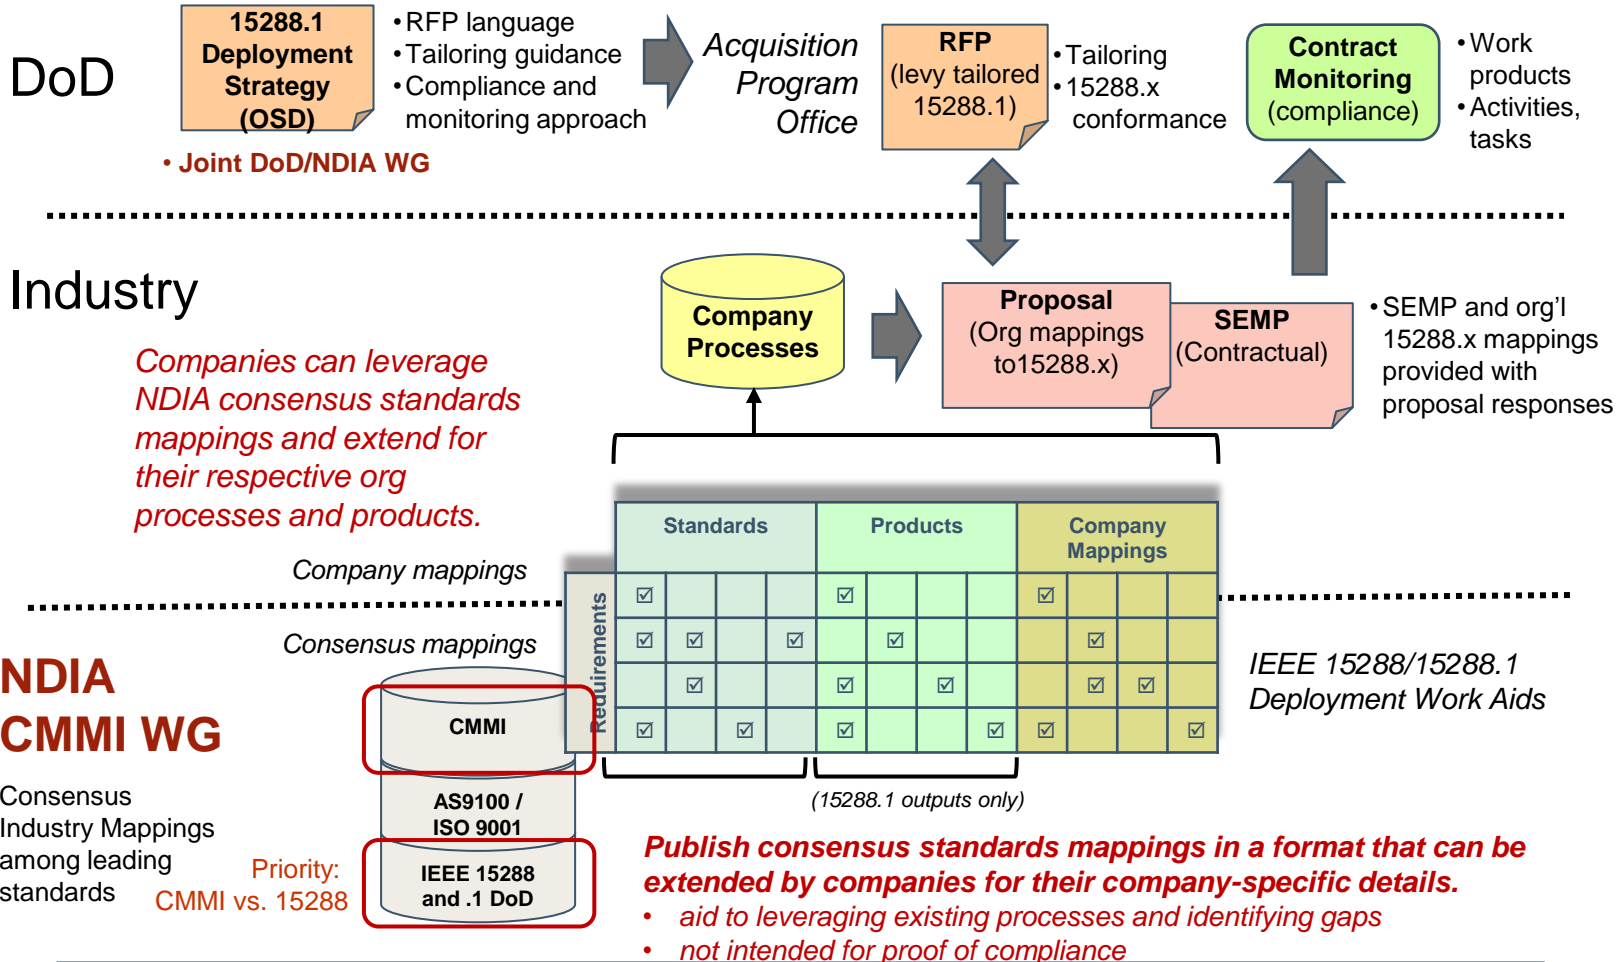 DoD
15288.1
Deployment
Strategy
(OSD)
• RFP language
• Tailoring guidance
• Compliance and
monitoring approach
• Joint DoD/NDIA WG
Acquisition
Program
Office
RFP
(levy tailored
15288.1)
• Tailoring
• 15288.x
conformance
Contract
Monitoring
(compliance)
• Work
products
• Activities,
tasks
Industry
Companies can leverage
NDIA consensus standards
mappings and extend for
their respective org
processes and products.
Company
Processes
Proposal
(Org mappings
to15288.x)
SEMP
(Contractual)
• SEMP and org’l
15288.x mappings
provided with
proposal responses
Company mappings
Consensus mappings
Standards
Products
Company
Mappings
Requirements
☑ ☑ ☑
☑ ☑ ☑ ☑ ☑
☑ ☑ ☑ ☑ ☑
☑ ☑ ☑ ☑ ☑ ☑
(15288.1 outputs only)
IEEE 15288/15288.1
Deployment Work Aids
NDIA
CMMI WG
Consensus
Industry Mappings
among leading
standards
Priority:
CMMI vs. 15288
CMMI
AS9100 /
ISO 9001
IEEE 15288
and .1 DoD
Publish consensus standards mappings in a format that can be
extended by companies for their company-specific details.
• aid to leveraging existing processes and identifying gaps
• not intended for proof of compliance